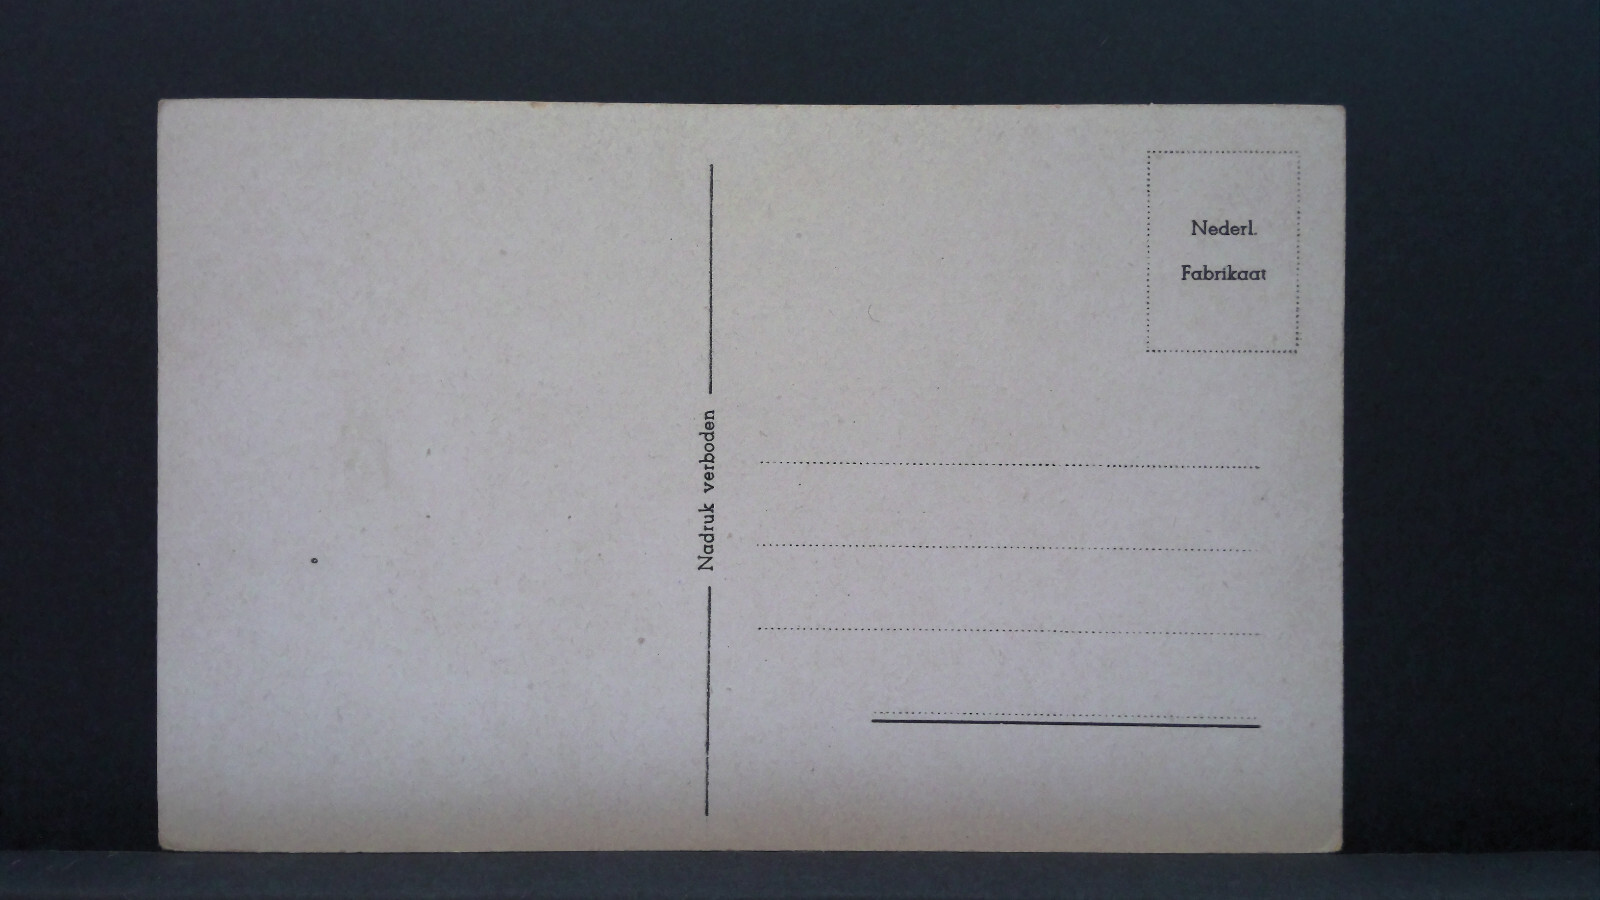 Nederl.
Fabrikaat
Nadruk verboden